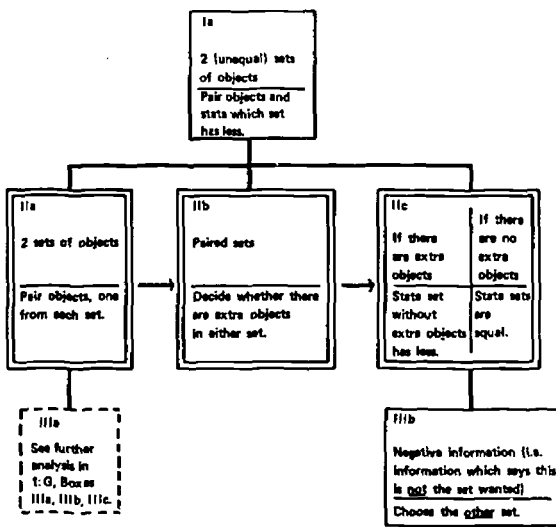 Ia
2 (unequal) sets
of objects
Pair objects and
state which set
has less.
IIa
2 sets of objects
Pair objects, one
from each set.
IIb
Paired sets
Decide whether there
are extra objects
in either set.
IIc
If there
are extra
objects
State set
without
extra objects
has less.
If there
are no
extra
objects
State sets
are
equal.
IIIa
See further
analysis in
1:G, Boxes
IIIa, IIIb, IIIc.
IIIb
Negative information (i.e.
information which says this
is not the set wanted)
Choose the other set.